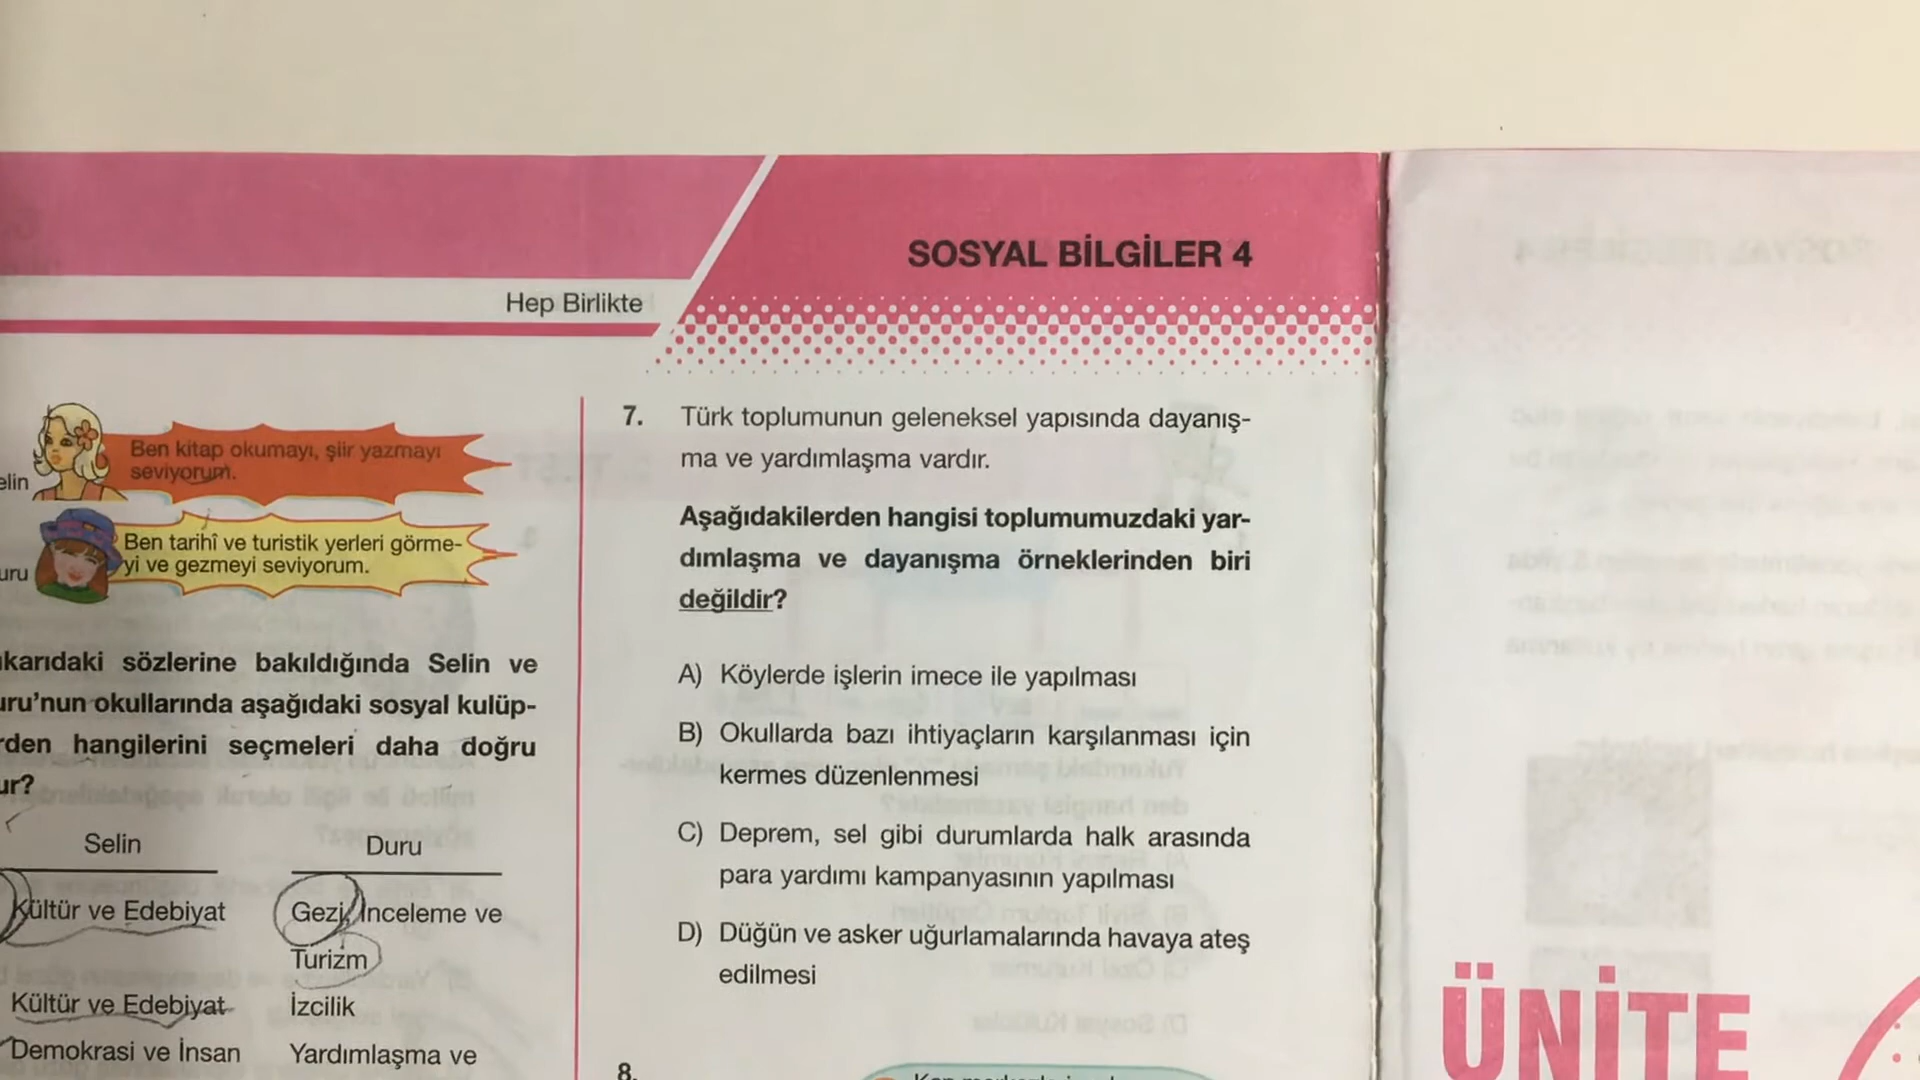 SOSYAL BİLGİLER 4
Hep Birlikte
elin
Ben kitap okumayı, şiir yazmayı
seviyorum.
uru
Ben tarihî ve turistik yerleri görme-
yi ve gezmeyi seviyorum.
karıdaki sözlerine bakıldığında Selin ve
uru'nun okullarında aşağıdaki sosyal kulüp-
rden hangilerini seçmeleri daha doğru
ur?
Selin Duru
Kültür ve Edebiyat Gezi, İnceleme ve
Turizm
Kültür ve Edebiyat İzcilik
Demokrasi ve İnsan Yardımlaşma ve
7. Türk toplumunun geleneksel yapısında dayanış-
ma ve yardımlaşma vardır.
Aşağıdakilerden hangisi toplumumuzdaki yar-
dımlaşma ve dayanışma örneklerinden biri
değildir?
A) Köylerde işlerin imece ile yapılması
B) Okullarda bazı ihtiyaçların karşılanması için
kermes düzenlenmesi
C) Deprem, sel gibi durumlarda halk arasında
para yardımı kampanyasının yapılması
D) Düğün ve asker uğurlamalarında havaya ateş
edilmesi
8.
ÜNİTE